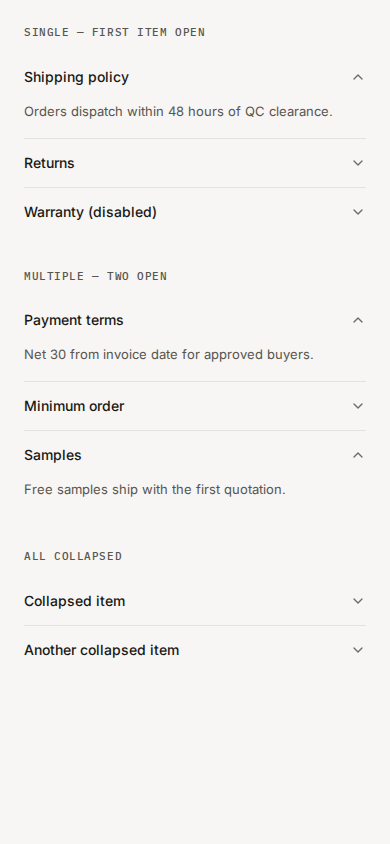 SINGLE — FIRST ITEM OPEN
Shipping policy
Orders dispatch within 48 hours of QC clearance.
Returns
Warranty (disabled)
MULTIPLE — TWO OPEN
Payment terms
Net 30 from invoice date for approved buyers.
Minimum order
Samples
Free samples ship with the first quotation.
ALL COLLAPSED
Collapsed item
Another collapsed item